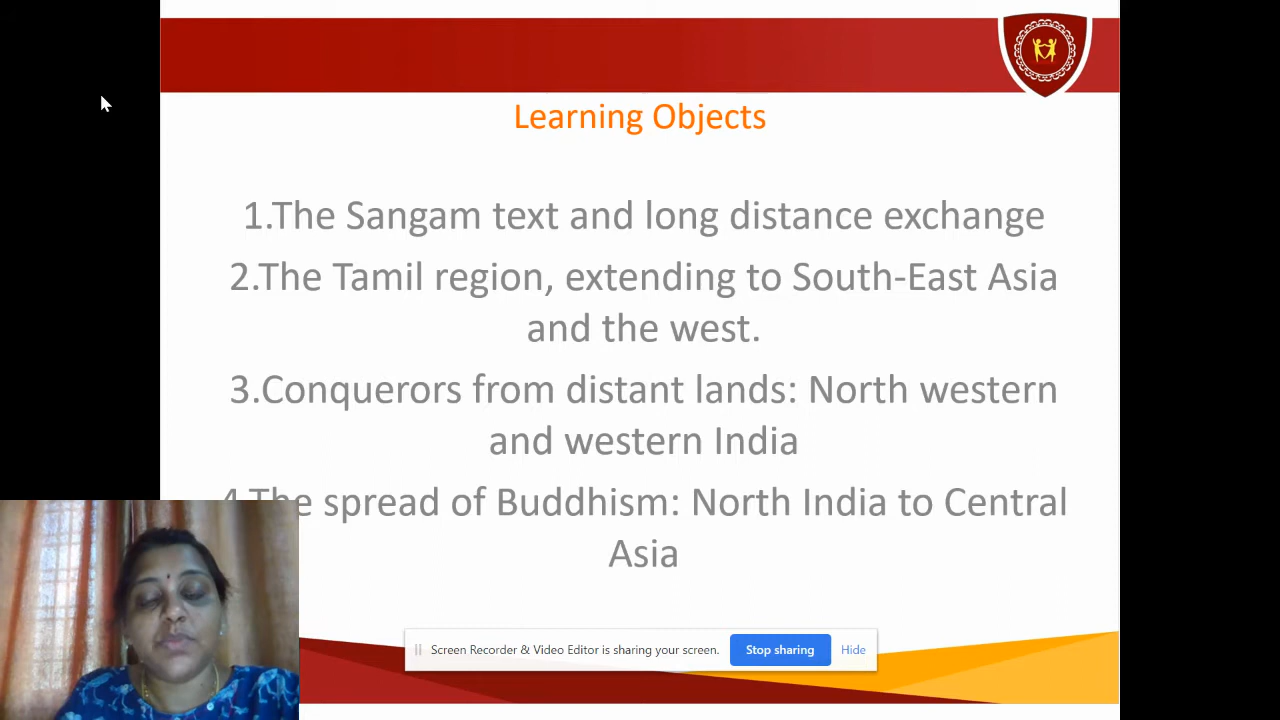 Learning Objects
1.The Sangam text and long distance exchange
2.The Tamil region, extending to South-East Asia
and the west.
3.Conquerors from distant lands: North western
and western India
4.The spread of Buddhism: North India to Central
Asia
Screen Recorder & Video Editor is sharing your screen. Stop sharing Hide